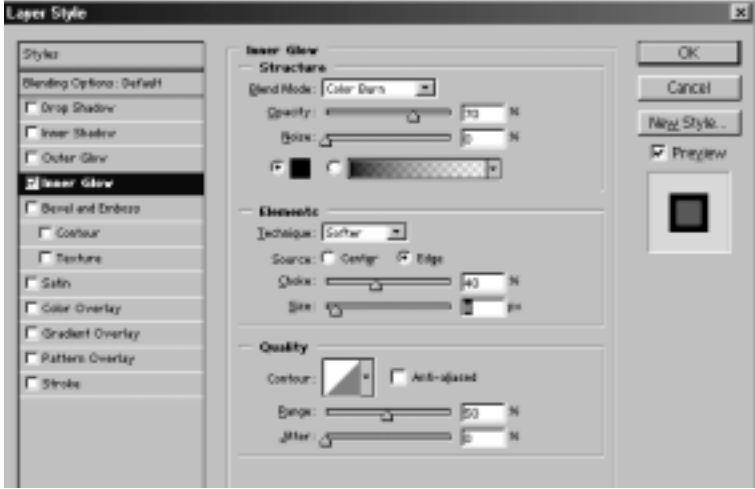 Layer Style
Styles
Blending Options: Default
Drop Shadow
Inner Shadow
Outer Glow
Inner Glow
Bevel and Emboss
Contour
Texture
Satin
Color Overlay
Gradient Overlay
Pattern Overlay
Stroke
Inner Glow
Structure
Blend Mode: Color Burn
Opacity: 70 %
Noise: 0 %
Elements
Technique: Softer
Source: Center Edge
Choke: 40 %
Size: px
Quality
Contour: Anti-aliased
Range: 50 %
Jitter: 0 %
OK
Cancel
New Style...
Preview